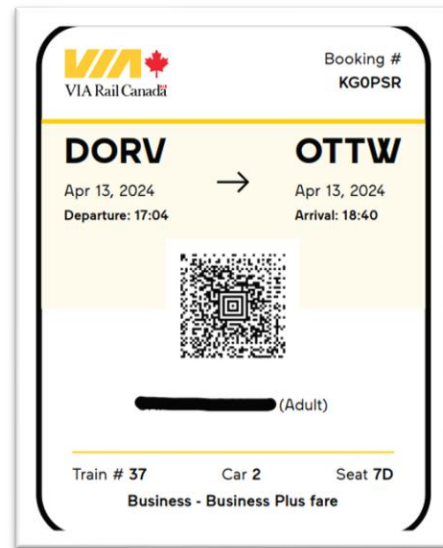 VIA
VIA Rail Canada
Booking #
KG0PSR
DORV
OTTW
Apr 13, 2024
Apr 13, 2024
Departure: 17:04
Arrival: 18:40
(Adult)
Train # 37
Car 2
Seat 7D
Business - Business Plus fare